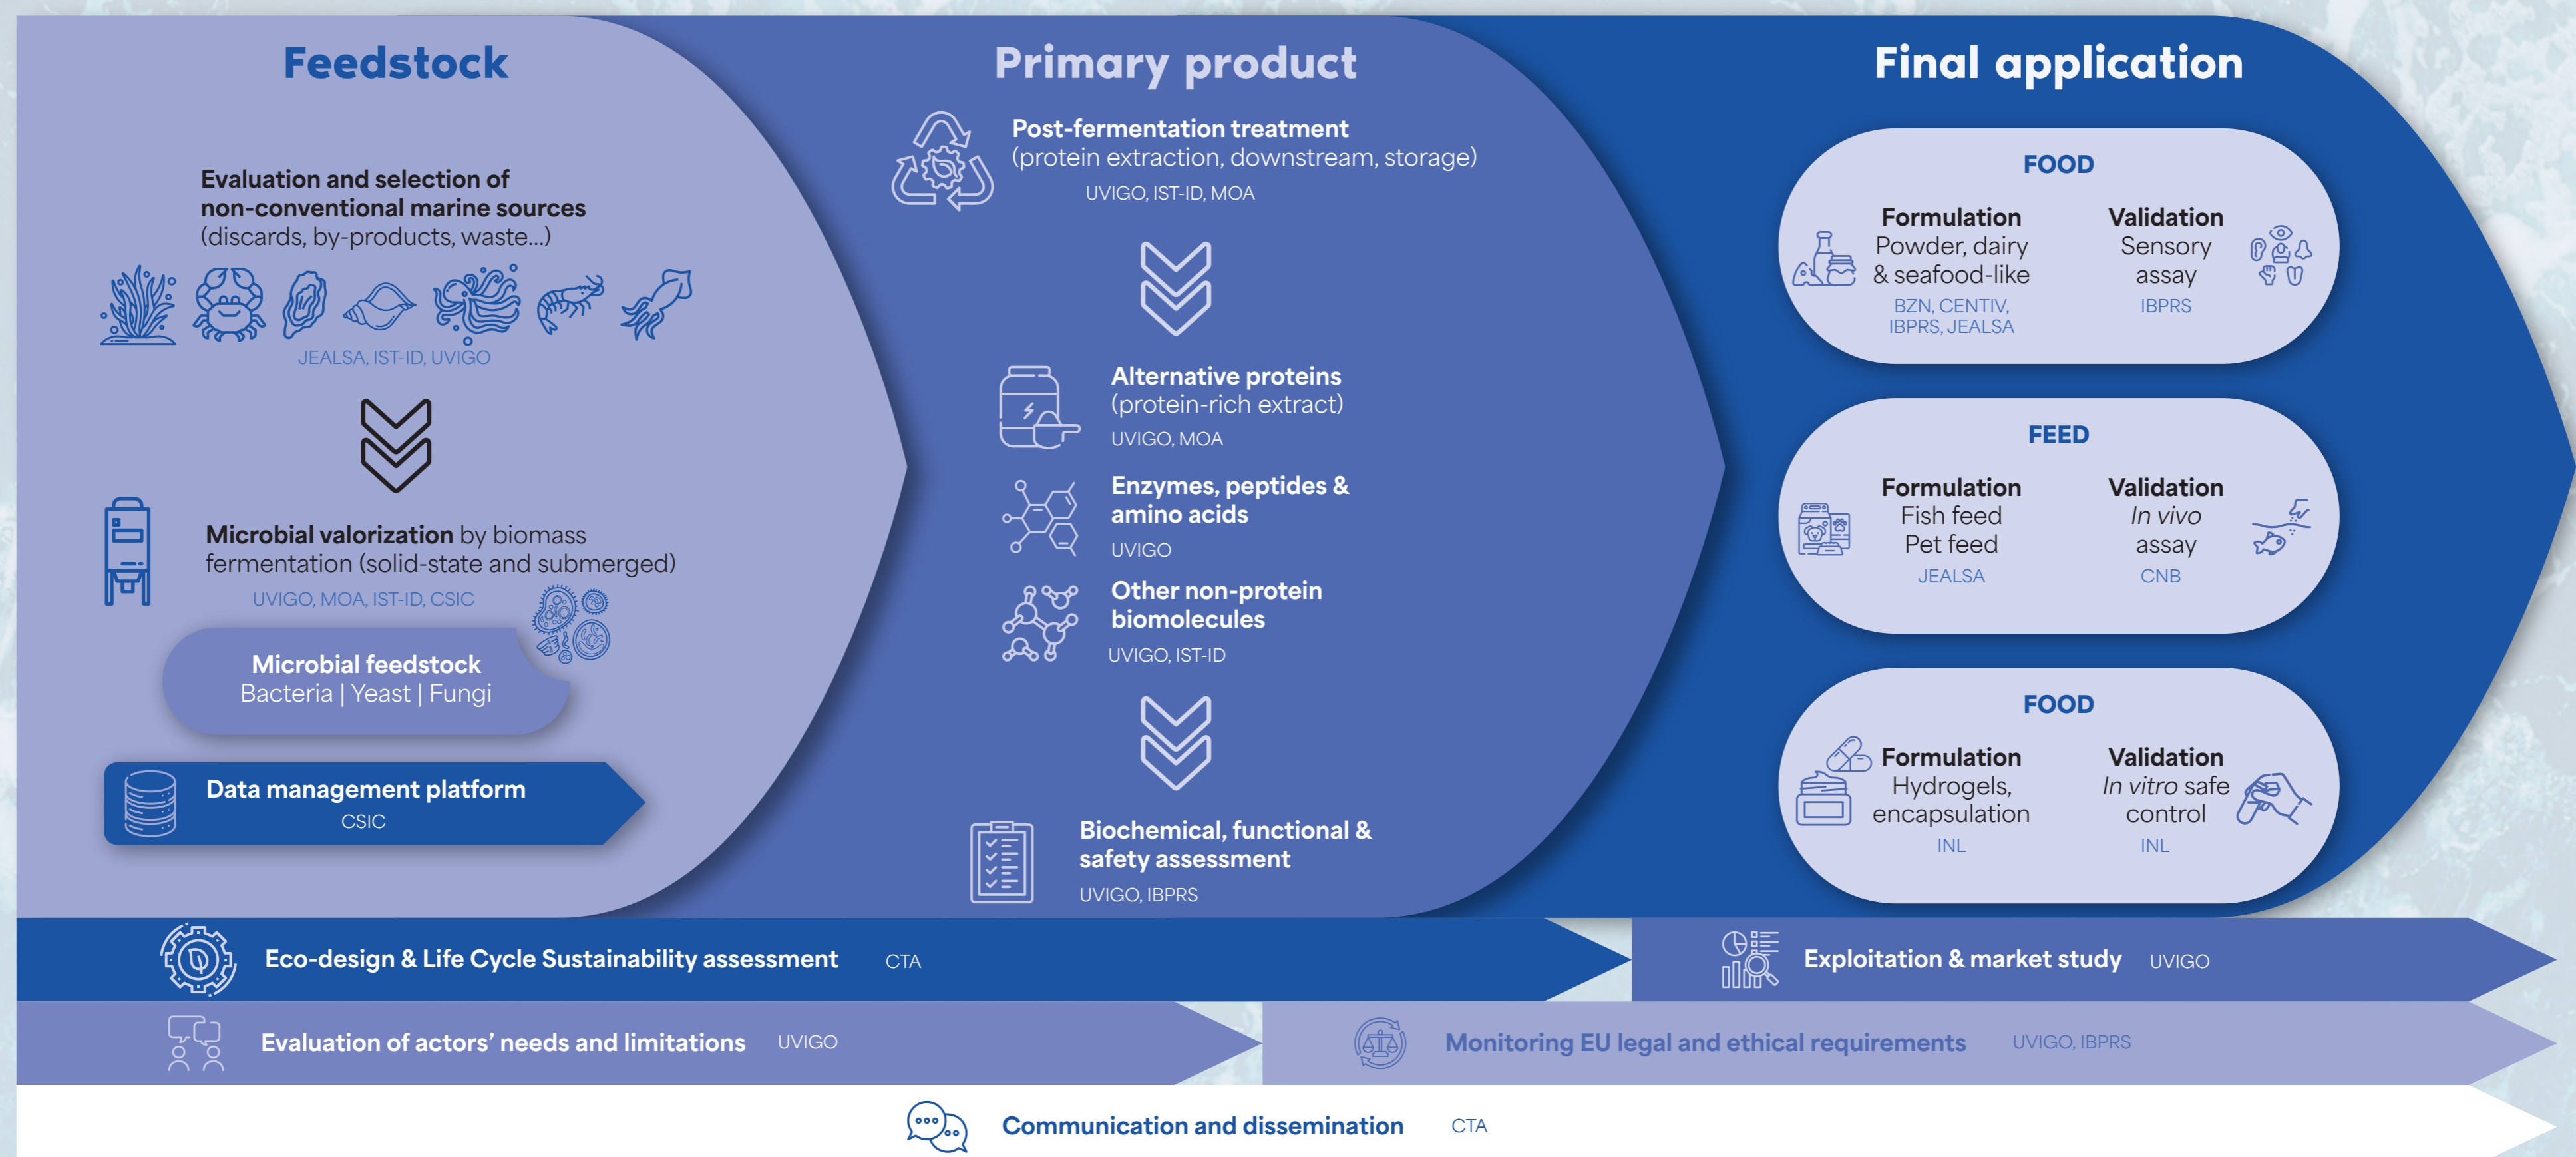 Feedstock
Evaluation and selection of
non-conventional marine sources
(discards, by-products, waste...)
JEALSA, IST-ID, UVIGO
Microbial valorization by biomass
fermentation (solid-state and submerged)
UVIGO, MOA, IST-ID, CSIC
Microbial feedstock
Bacteria | Yeast | Fungi
Data management platform
CSIC
Primary product
Post-fermentation treatment
(protein extraction, downstream, storage)
UVIGO, IST-ID, MOA
Alternative proteins
(protein-rich extract)
UVIGO, MOA
Enzymes, peptides &
amino acids
UVIGO
Other non-protein
biomolecules
UVIGO, IST-ID
Biochemical, functional &
safety assessment
UVIGO, IBPRS
Final application
FOOD
Formulation
Powder, dairy
& seafood-like
BZN, CENTIV,
IBPRS, JEALSA
Validation
Sensory
assay
IBPRS
FEED
Formulation
Fish feed
Pet feed
JEALSA
Validation
In vivo
assay
CNB
FOOD
Formulation
Hydrogels,
encapsulation
INL
Validation
In vitro safe
control
INL
Eco-design & Life Cycle Sustainability assessment CTA
Exploitation & market study UVIGO
Evaluation of actors’ needs and limitations UVIGO
Monitoring EU legal and ethical requirements UVIGO, IBPRS
Communication and dissemination CTA